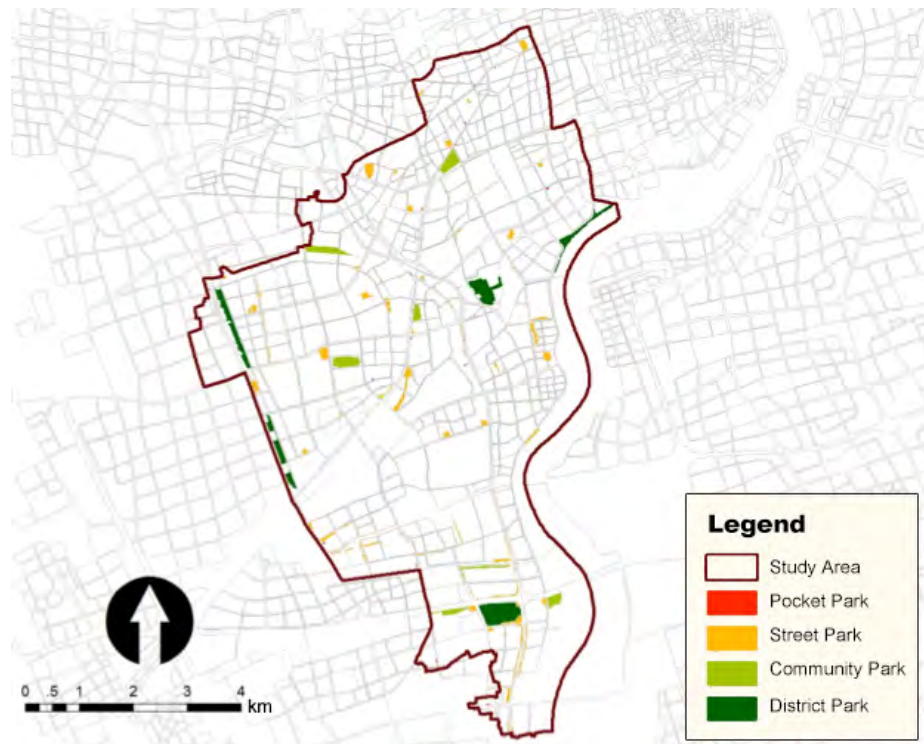 Legend
Study Area
Pocket Park
Street Park
Community Park
District Park
0 .5 1 2 3 4
km